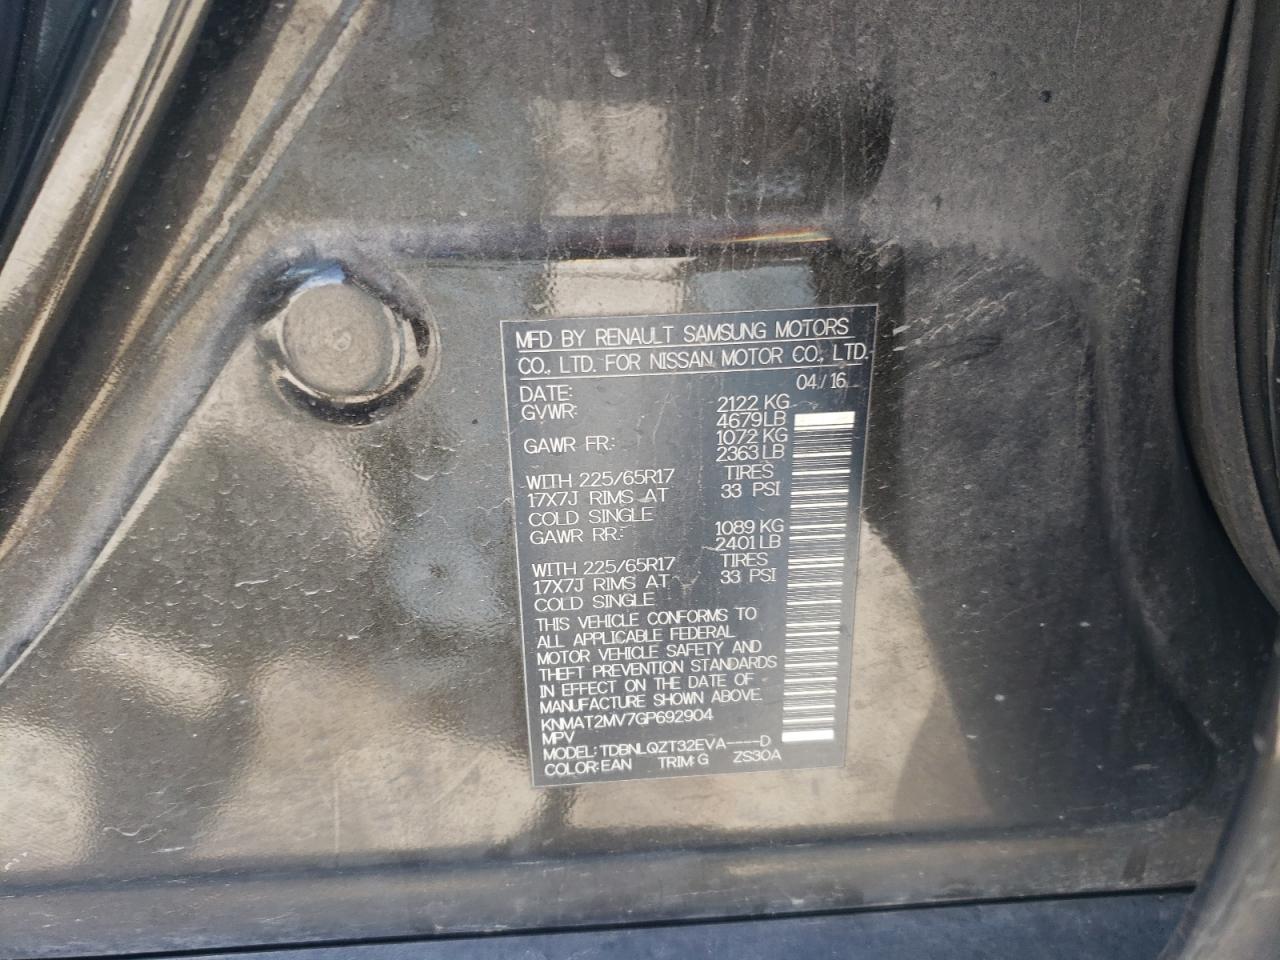 MFD BY RENAULT SAMSUNG MOTORS
CO., LTD. FOR NISSAN MOTOR CO., LTD.
DATE: 04/16
GVWR: 2122 KG
4679 LB
GAWR FR: 1072 KG
2363 LB
WITH 225/65R17 TIRES
17X7J RIMS AT 33 PSI
COLD SINGLE
GAWR RR: 1089 KG
2401 LB
WITH 225/65R17 TIRES
17X7J RIMS AT 33 PSI
COLD SINGLE
THIS VEHICLE CONFORMS TO
ALL APPLICABLE FEDERAL
MOTOR VEHICLE SAFETY AND
THEFT PREVENTION STANDARDS
IN EFFECT ON THE DATE OF
MANUFACTURE SHOWN ABOVE.
KNMAT2MV7GP692904
MPV
MODEL: TDBNLQZT32EVA----D
COLOR: EAN TRIM: G ZS30A